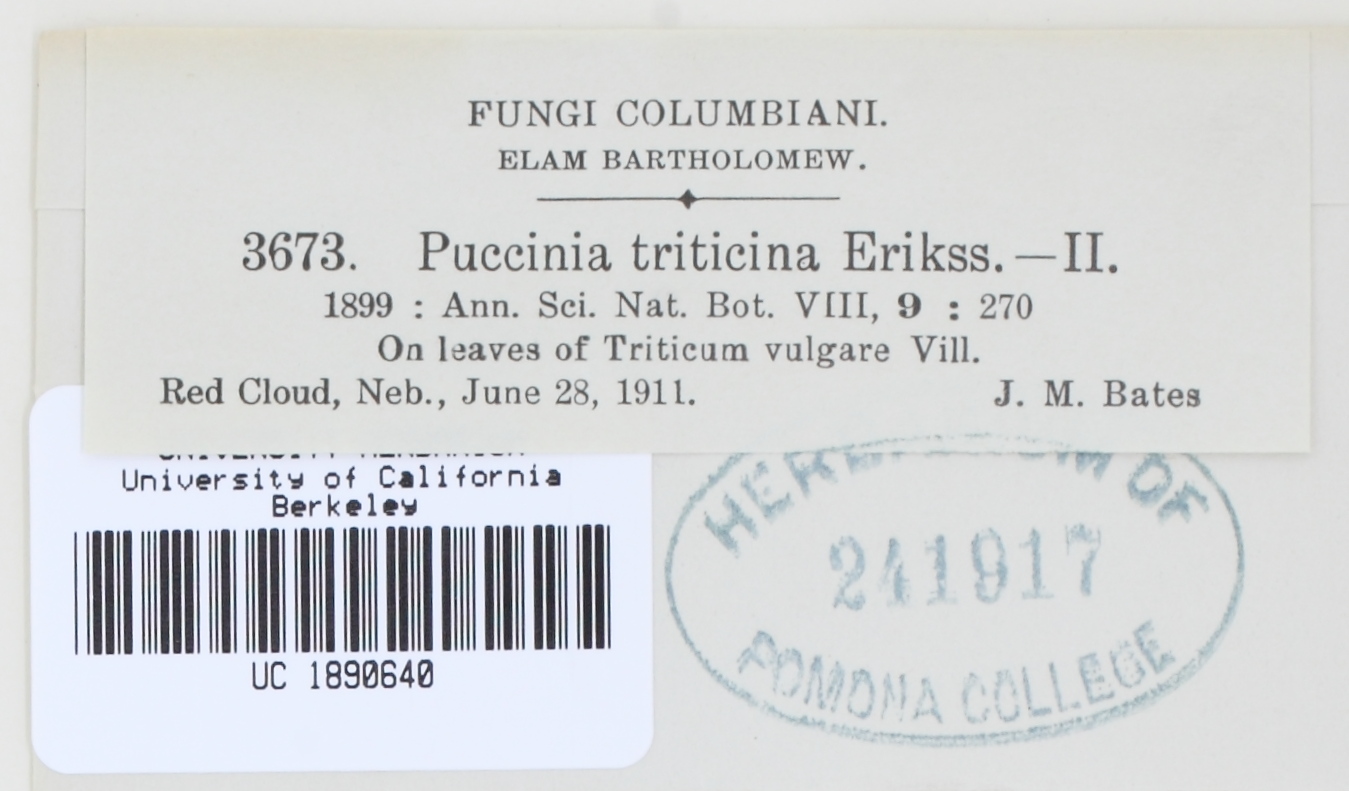 FUNGI COLUMBIANI.
ELAM BARTHOLOMEW.
3673. Puccinia triticina Erikss.—II.
1899 : Ann. Sci. Nat. Bot. VIII, 9 : 270
On leaves of Triticum vulgare Vill.
Red Cloud, Neb., June 28, 1911. J. M. Bates
University of California
Berkeley
UC 1890640
HERBARIUM OF
241917
POMONA COLLEGE